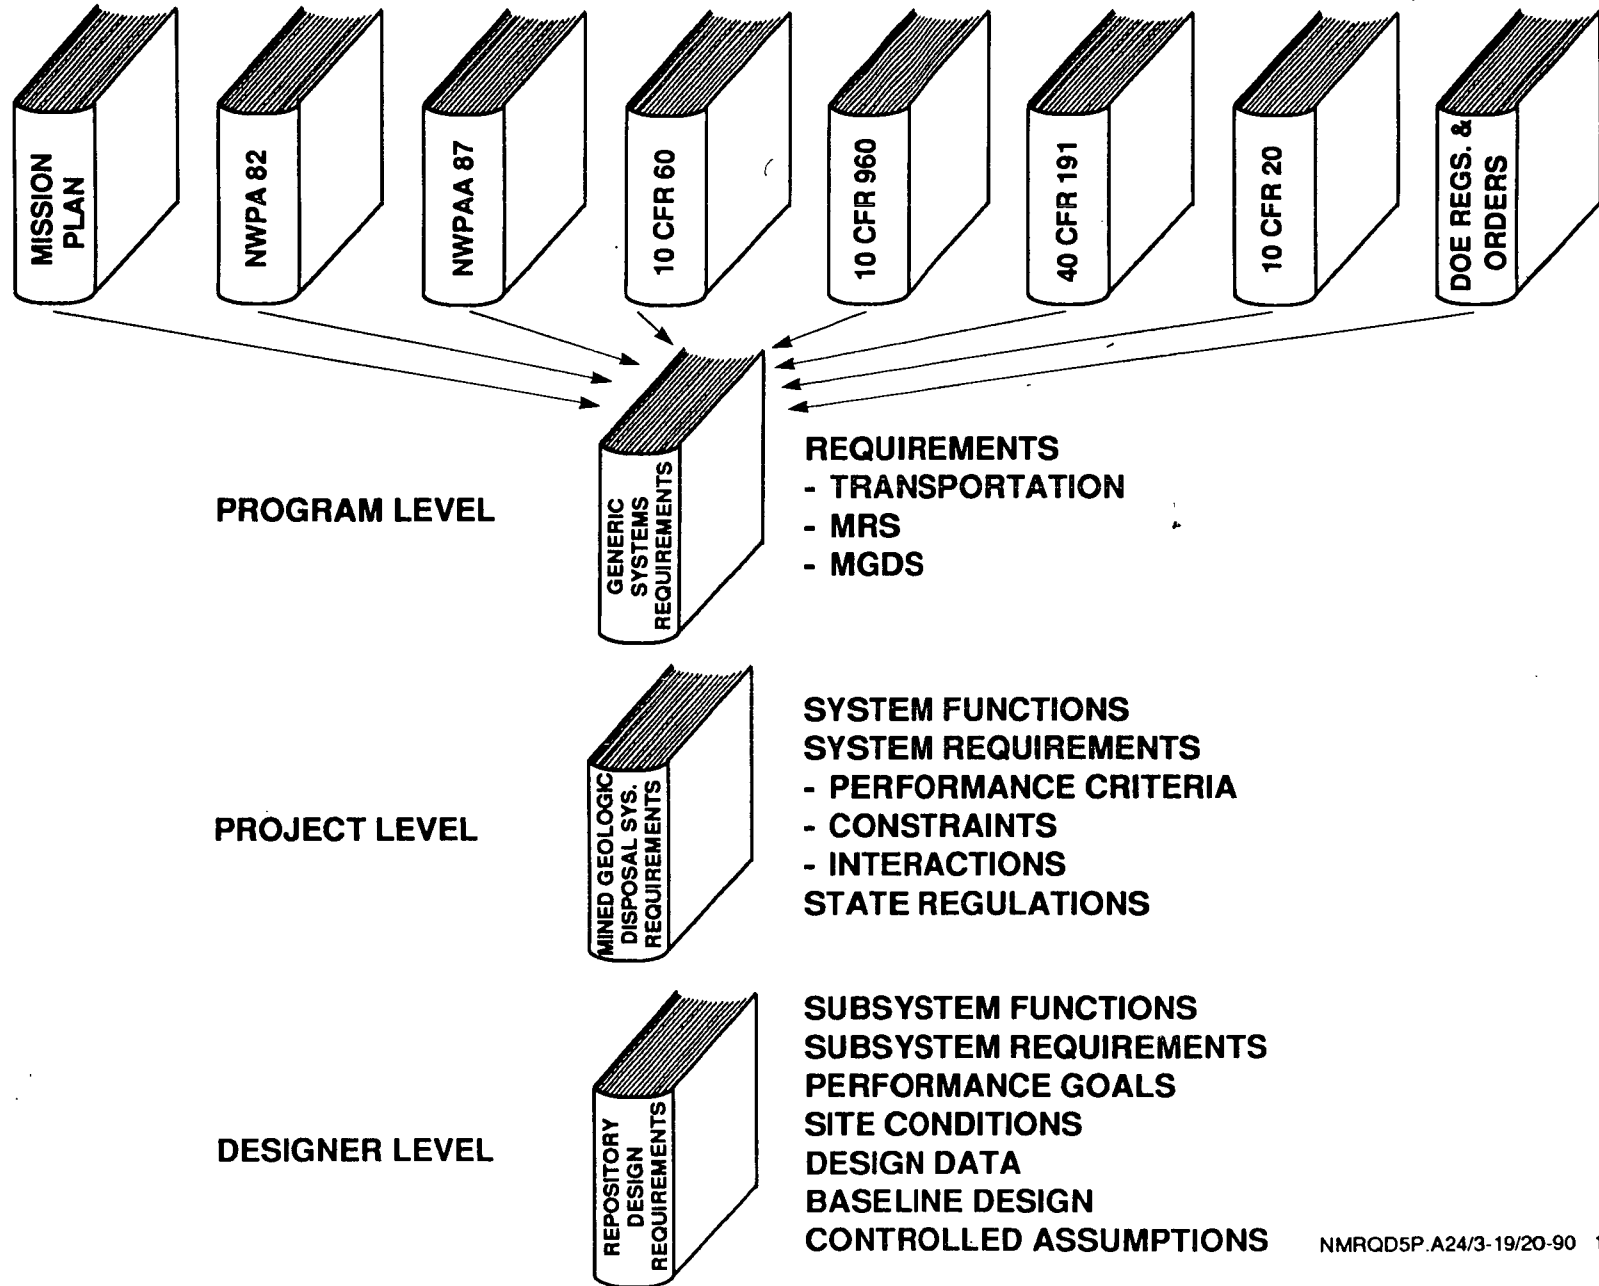 MISSION
PLAN
NWPA 82
NWPAA 87
10 CFR 60
10 CFR 960
40 CFR 191
10 CFR 20
DOE REGS. &
ORDERS
PROGRAM LEVEL
GENERIC
SYSTEMS
REQUIREMENTS
REQUIREMENTS
- TRANSPORTATION
- MRS
- MGDS
PROJECT LEVEL
MINED GEOLOGIC
DISPOSAL SYS.
REQUIREMENTS
SYSTEM FUNCTIONS
SYSTEM REQUIREMENTS
- PERFORMANCE CRITERIA
- CONSTRAINTS
- INTERACTIONS
STATE REGULATIONS
DESIGNER LEVEL
REPOSITORY
DESIGN
REQUIREMENTS
SUBSYSTEM FUNCTIONS
SUBSYSTEM REQUIREMENTS
PERFORMANCE GOALS
SITE CONDITIONS
DESIGN DATA
BASELINE DESIGN
CONTROLLED ASSUMPTIONS
NMRQD5P.A24/3-19/20-90 1